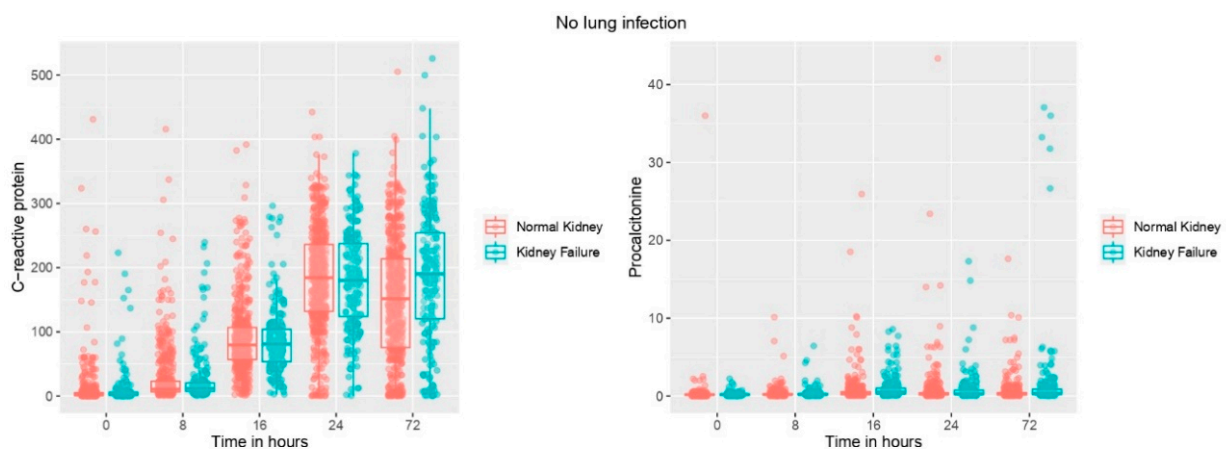 No lung infection
C-reactive protein
500
400
300
200
100
0
0 8 16 24 72
Time in hours
Normal Kidney
Kidney Failure
Procalcitonine
40
30
20
10
0
0 8 16 24 72
Time in hours
Normal Kidney
Kidney Failure